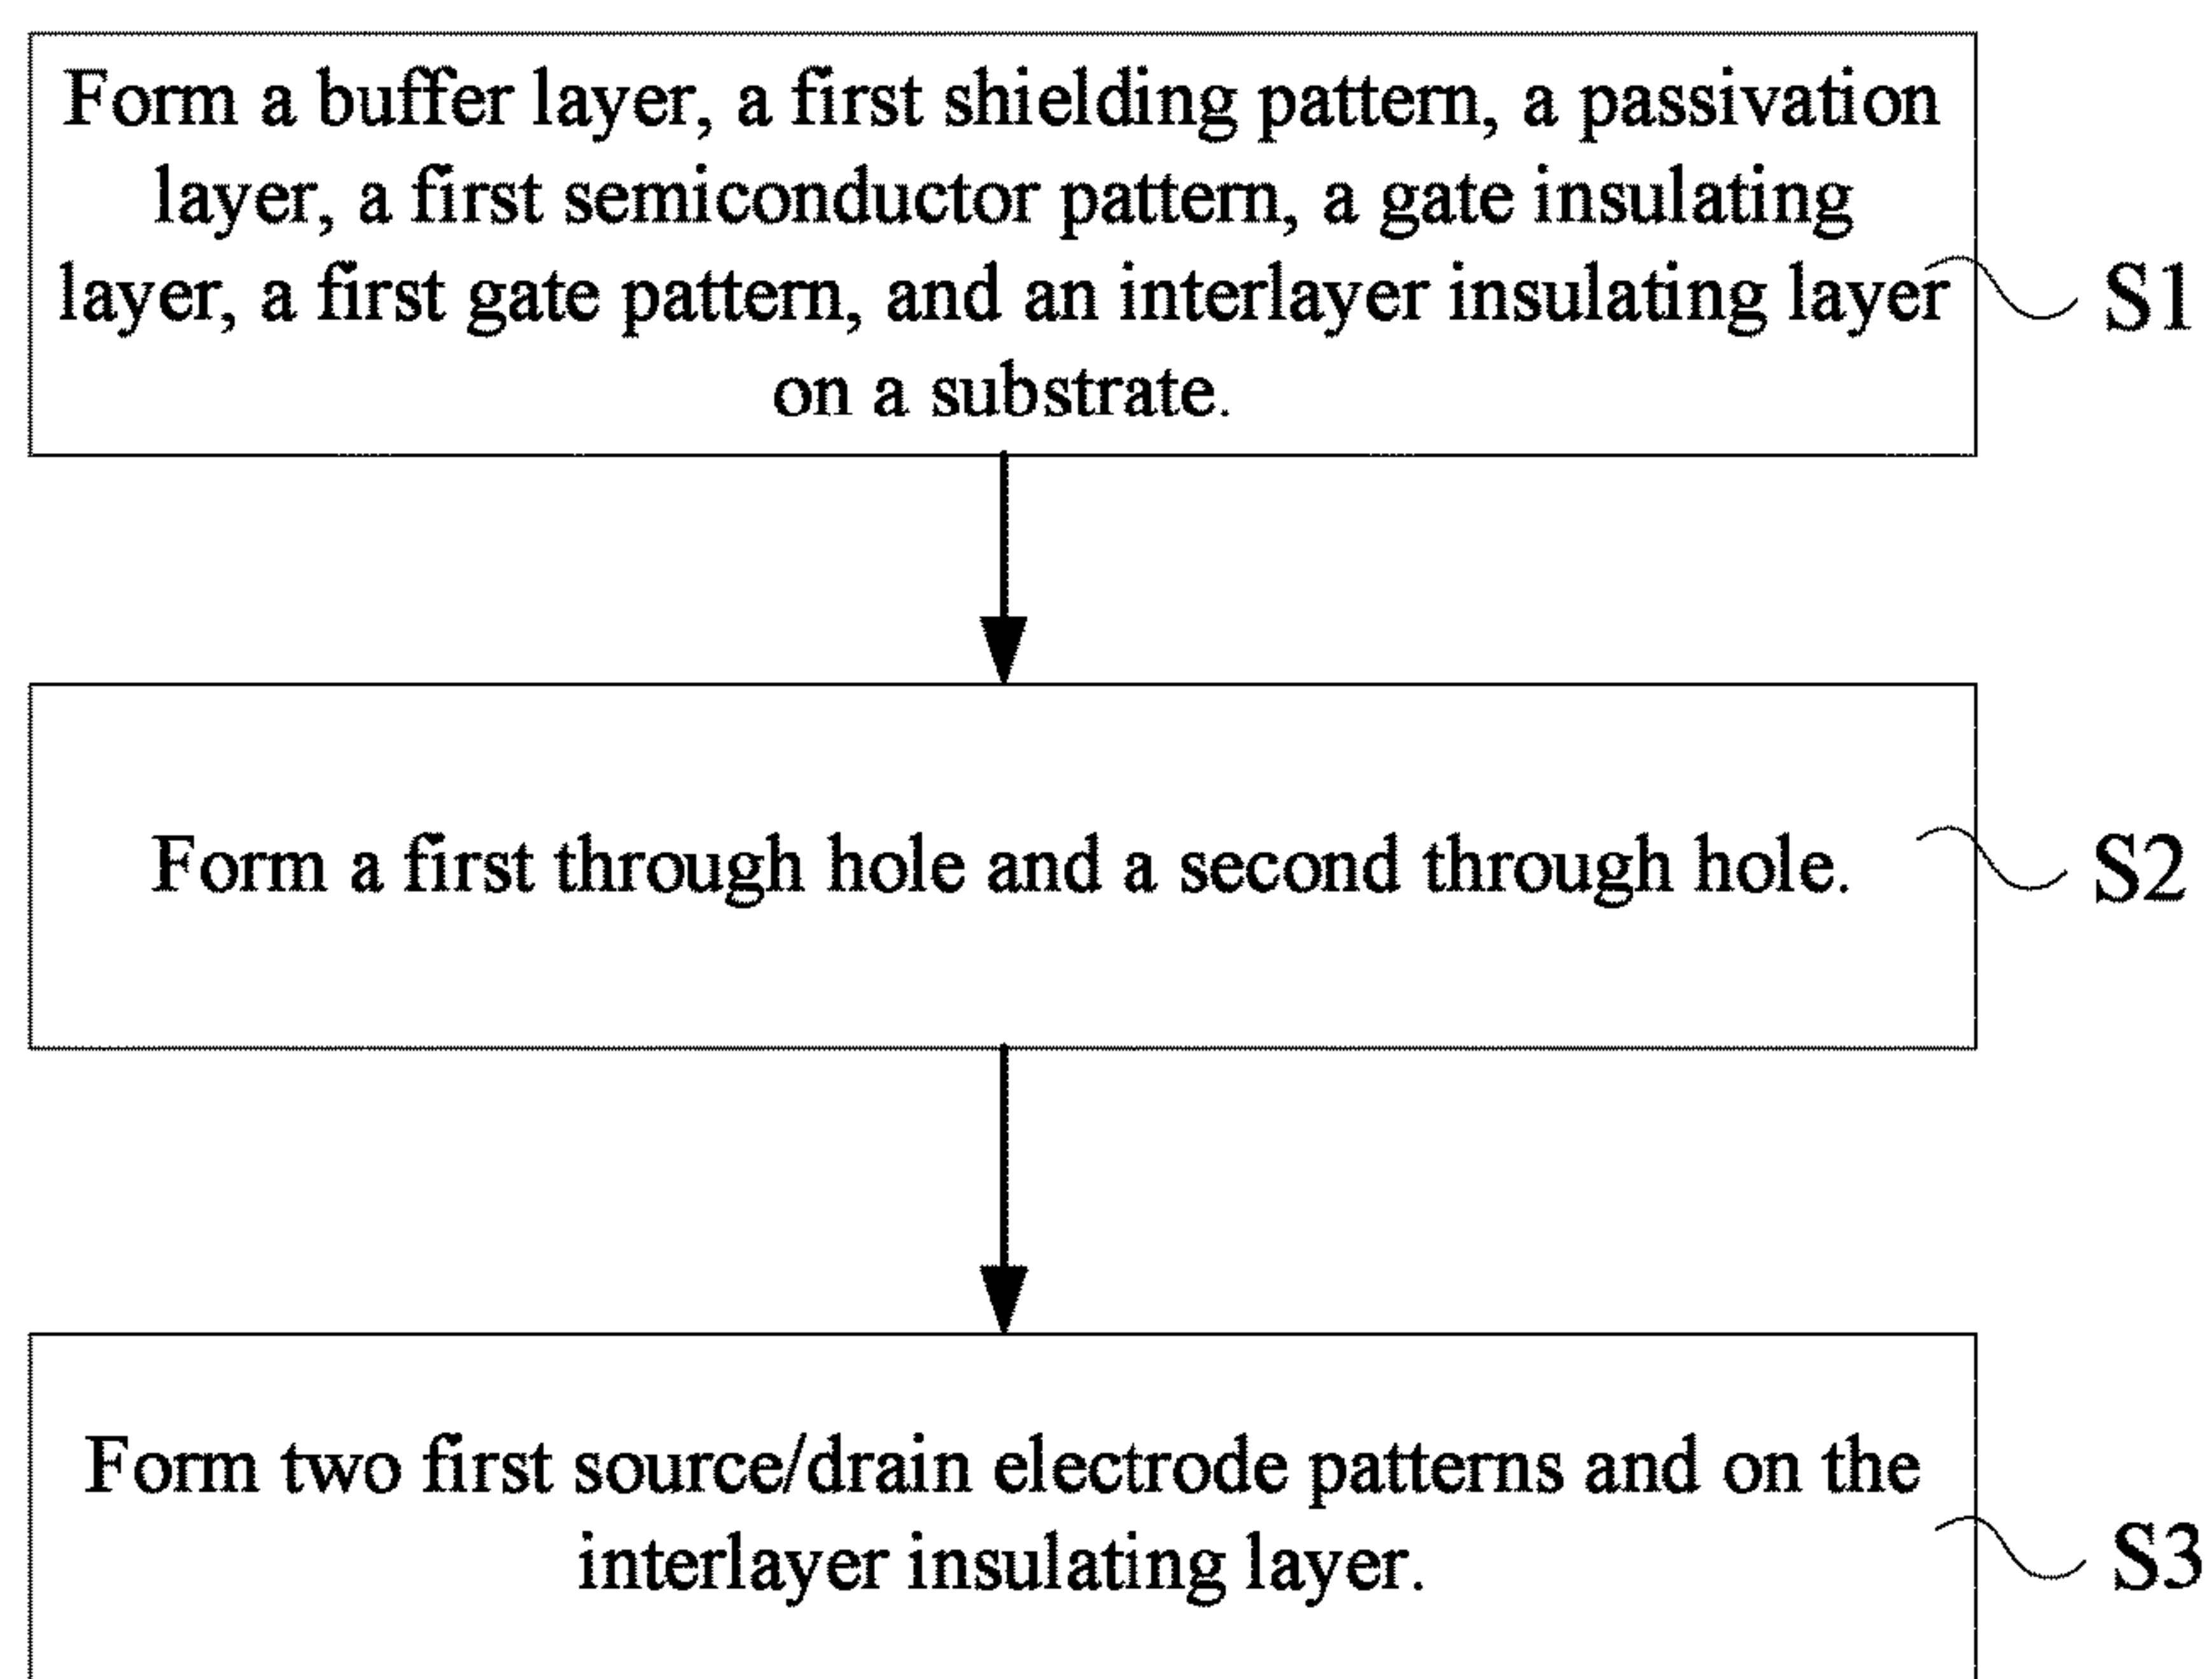 Form a buffer layer, a first shielding pattern, a passivation
layer, a first semiconductor pattern, a gate insulating
layer, a first gate pattern, and an interlayer insulating layer
on a substrate.
S1
Form a first through hole and a second through hole.
S2
Form two first source/drain electrode patterns and on the
interlayer insulating layer.
S3